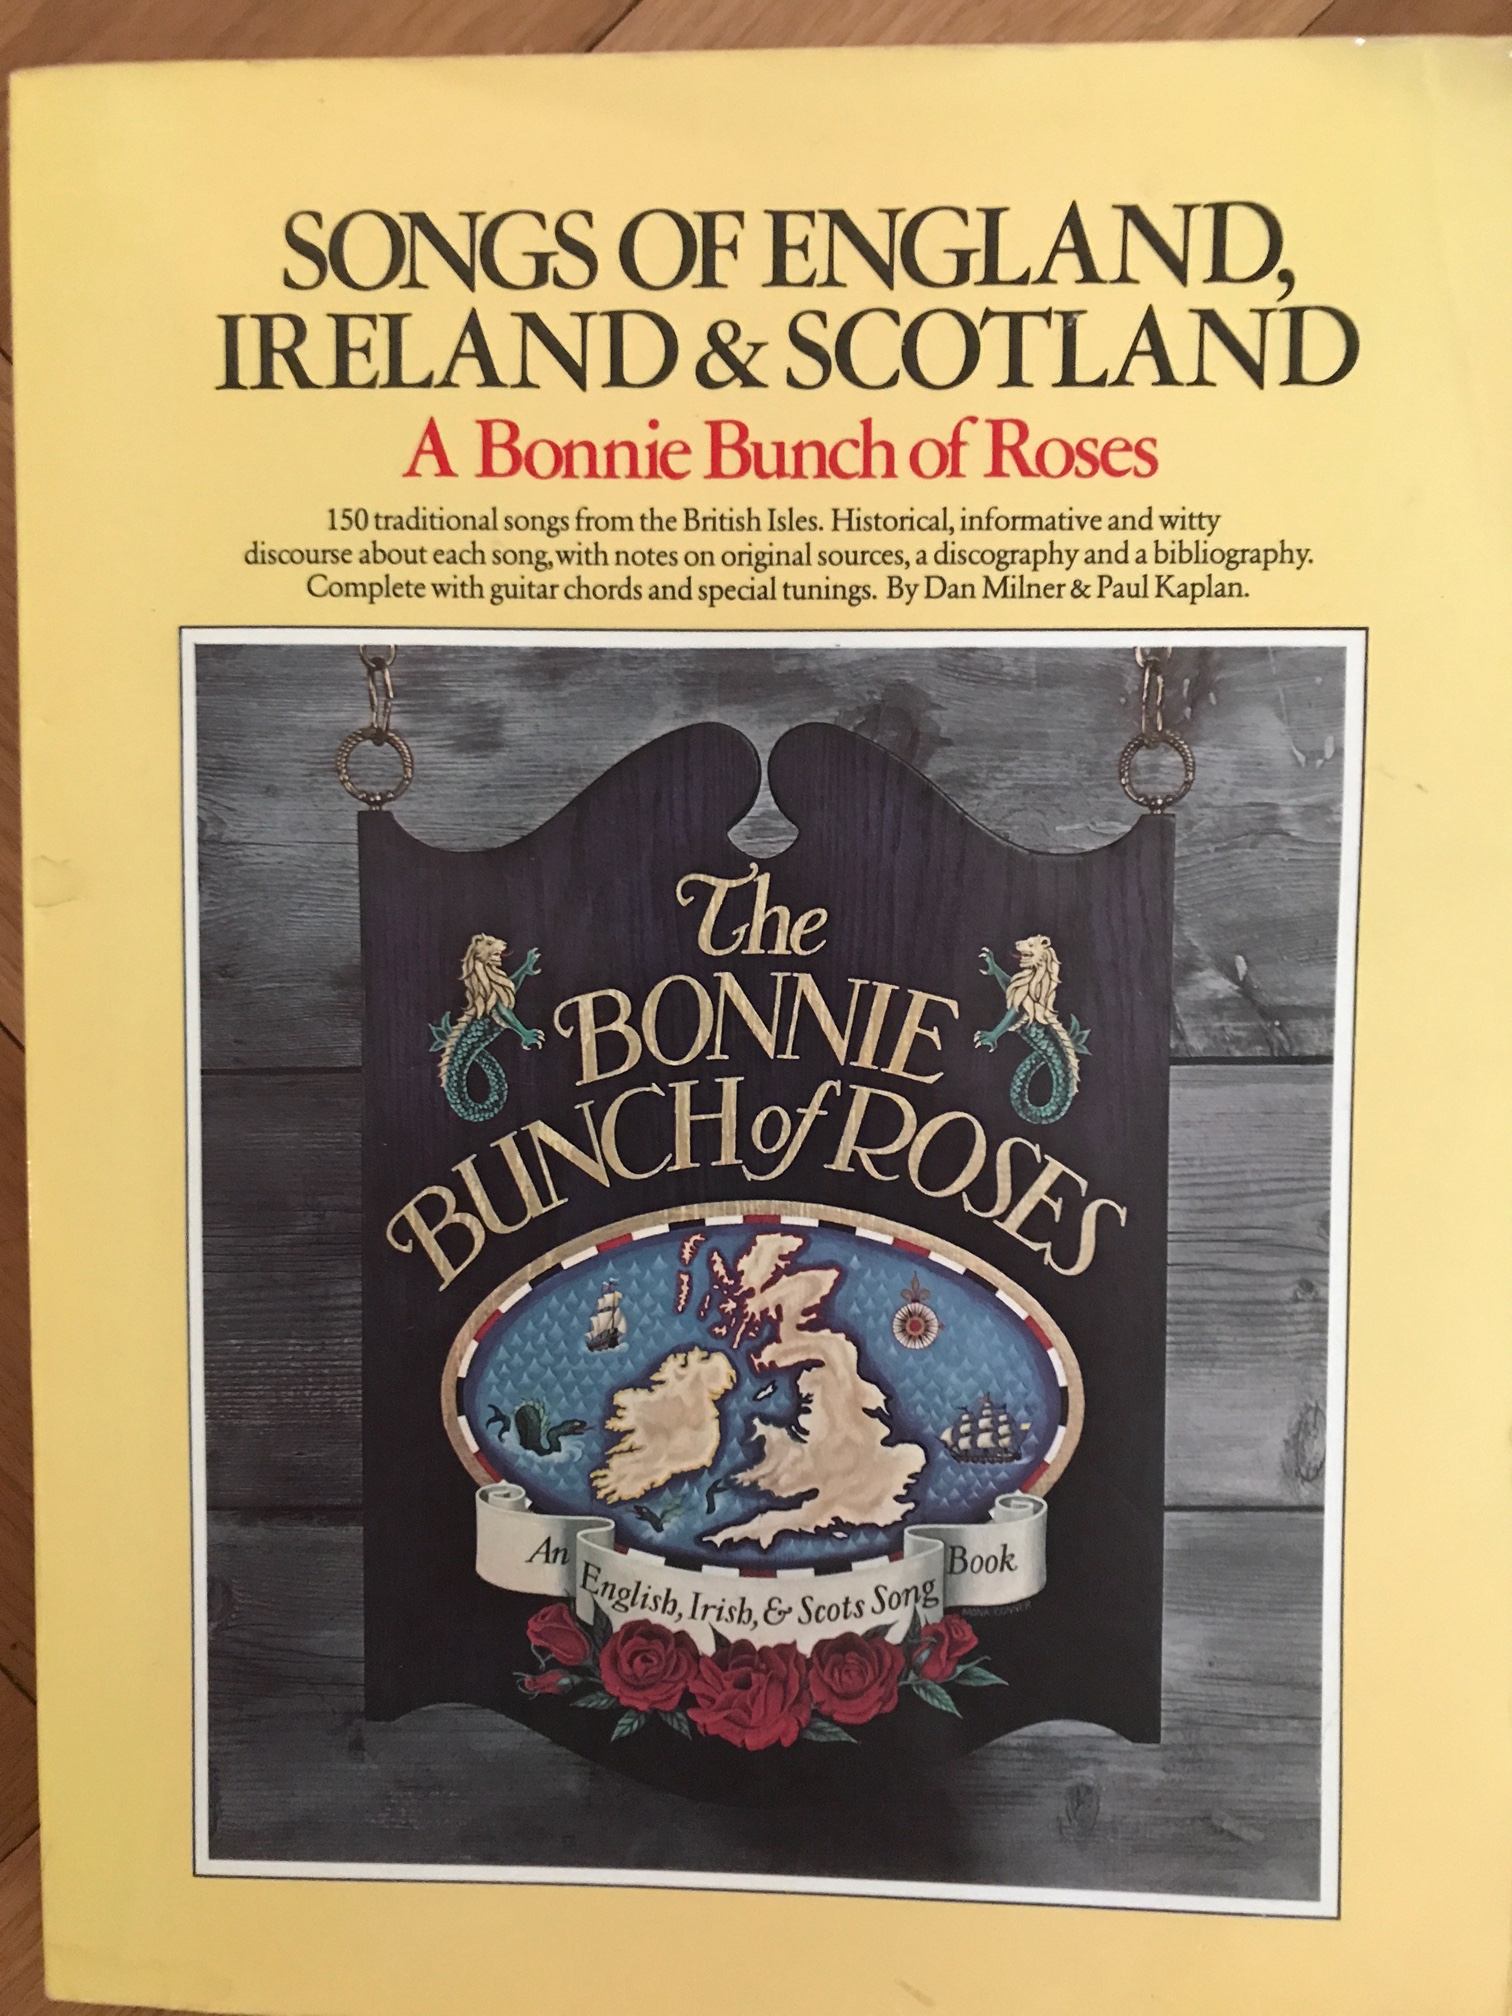 SONGS OF ENGLAND,
IRELAND & SCOTLAND
A Bonnie Bunch of Roses
150 traditional songs from the British Isles. Historical, informative and witty
discourse about each song, with notes on original sources, a discography and a bibliography.
Complete with guitar chords and special tunings. By Dan Milner & Paul Kaplan.
The
BONNIE
BUNCH of ROSES
An English, Irish, & Scots Song Book
MONA CONNER